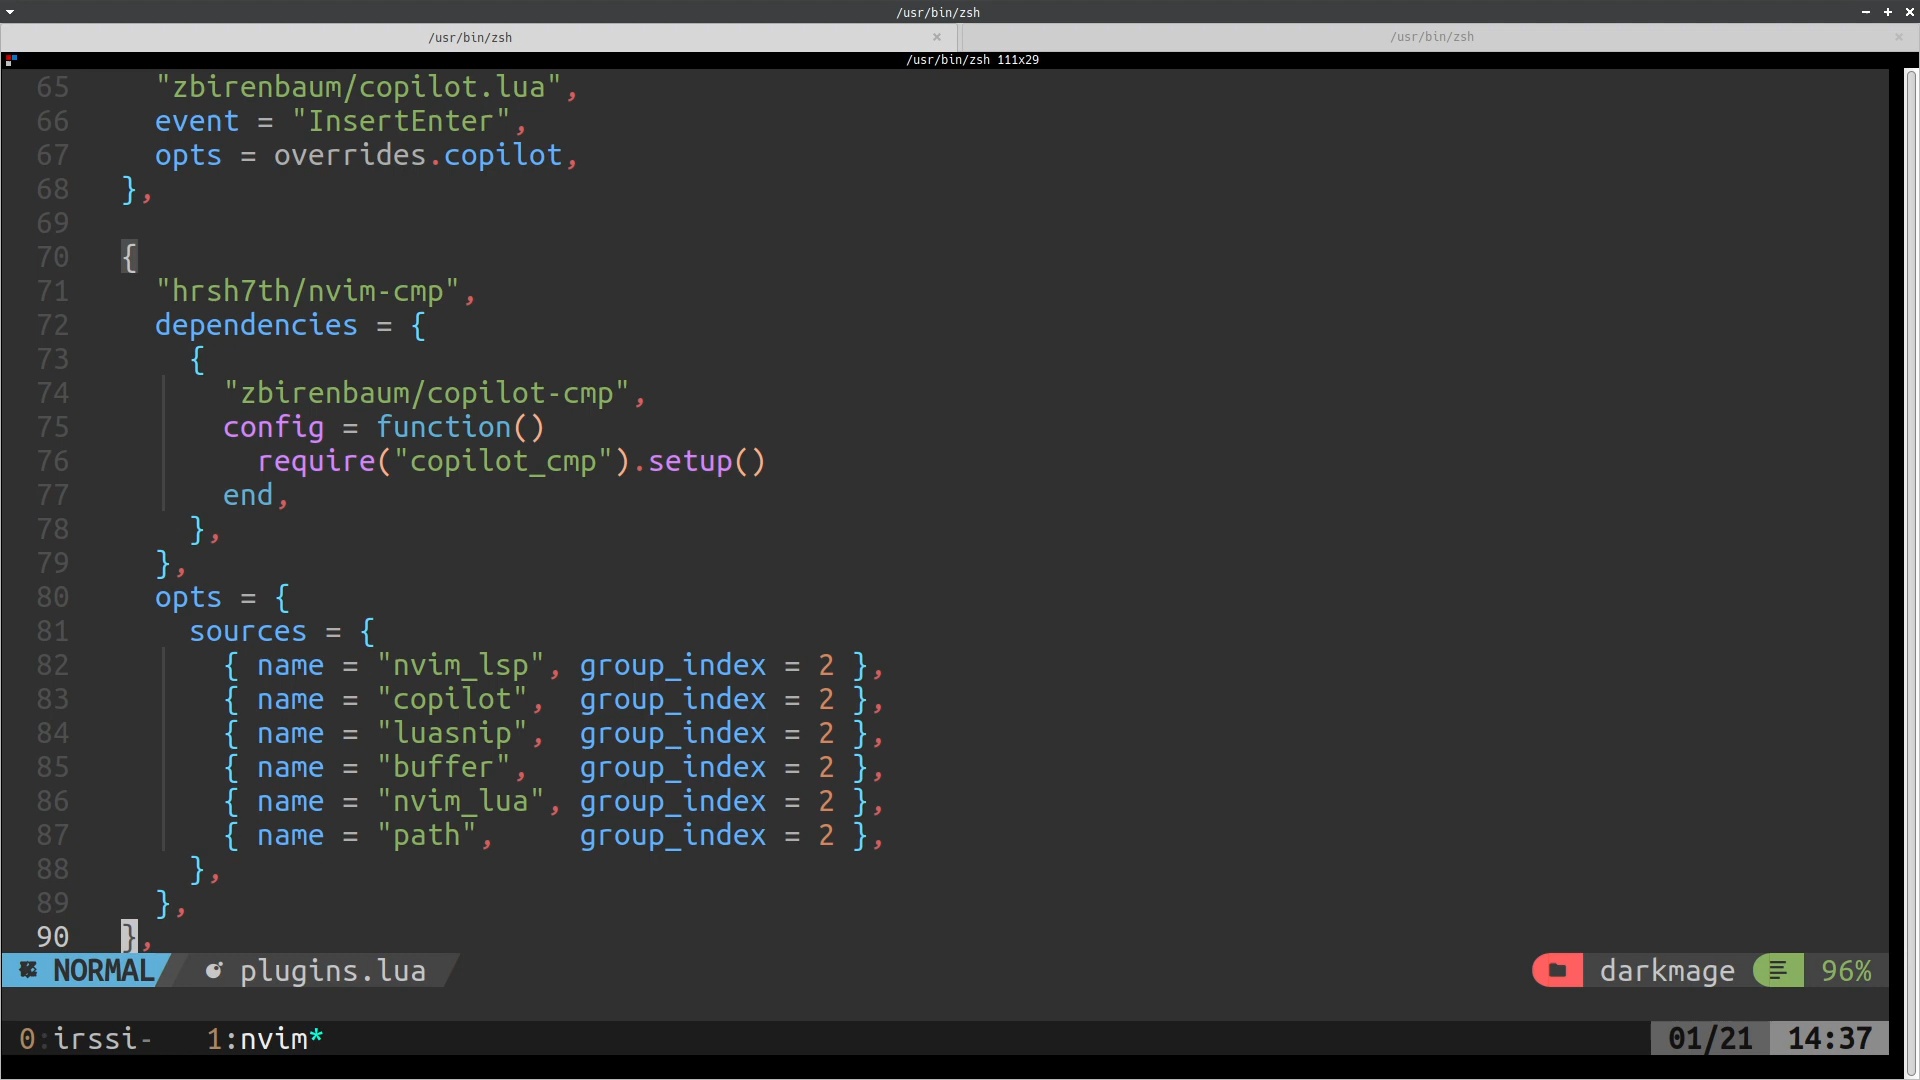 /usr/bin/zsh
/usr/bin/zsh × /usr/bin/zsh ×
/usr/bin/zsh 111x29
65 "zbirenbaum/copilot.lua",
66 event = "InsertEnter",
67 opts = overrides.copilot,
68 },
69
70 {
71 "hrsh7th/nvim-cmp",
72 dependencies = {
73 {
74 "zbirenbaum/copilot-cmp",
75 config = function()
76 require("copilot_cmp").setup()
77 end,
78 },
79 },
80 opts = {
81 sources = {
82 { name = "nvim_lsp", group_index = 2 },
83 { name = "copilot", group_index = 2 },
84 { name = "luasnip", group_index = 2 },
85 { name = "buffer", group_index = 2 },
86 { name = "nvim_lua", group_index = 2 },
87 { name = "path", group_index = 2 },
88 },
89 },
90 },
NORMAL plugins.lua darkmage 96%
0:irssi- 1:nvim* 01/21 14:37